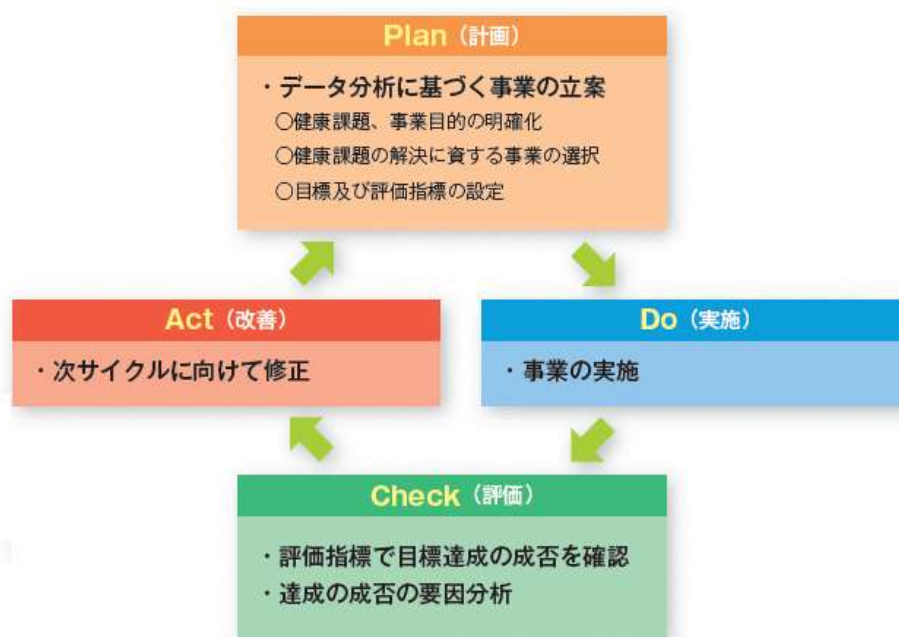 Plan（計画）
・データ分析に基づく事業の立案
○健康課題、事業目的の明確化
○健康課題の解決に資する事業の選択
○目標及び評価指標の設定
Act（改善）
・次サイクルに向けて修正
Do（実施）
・事業の実施
Check（評価）
・評価指標で目標達成の成否を確認
・達成の成否の要因分析